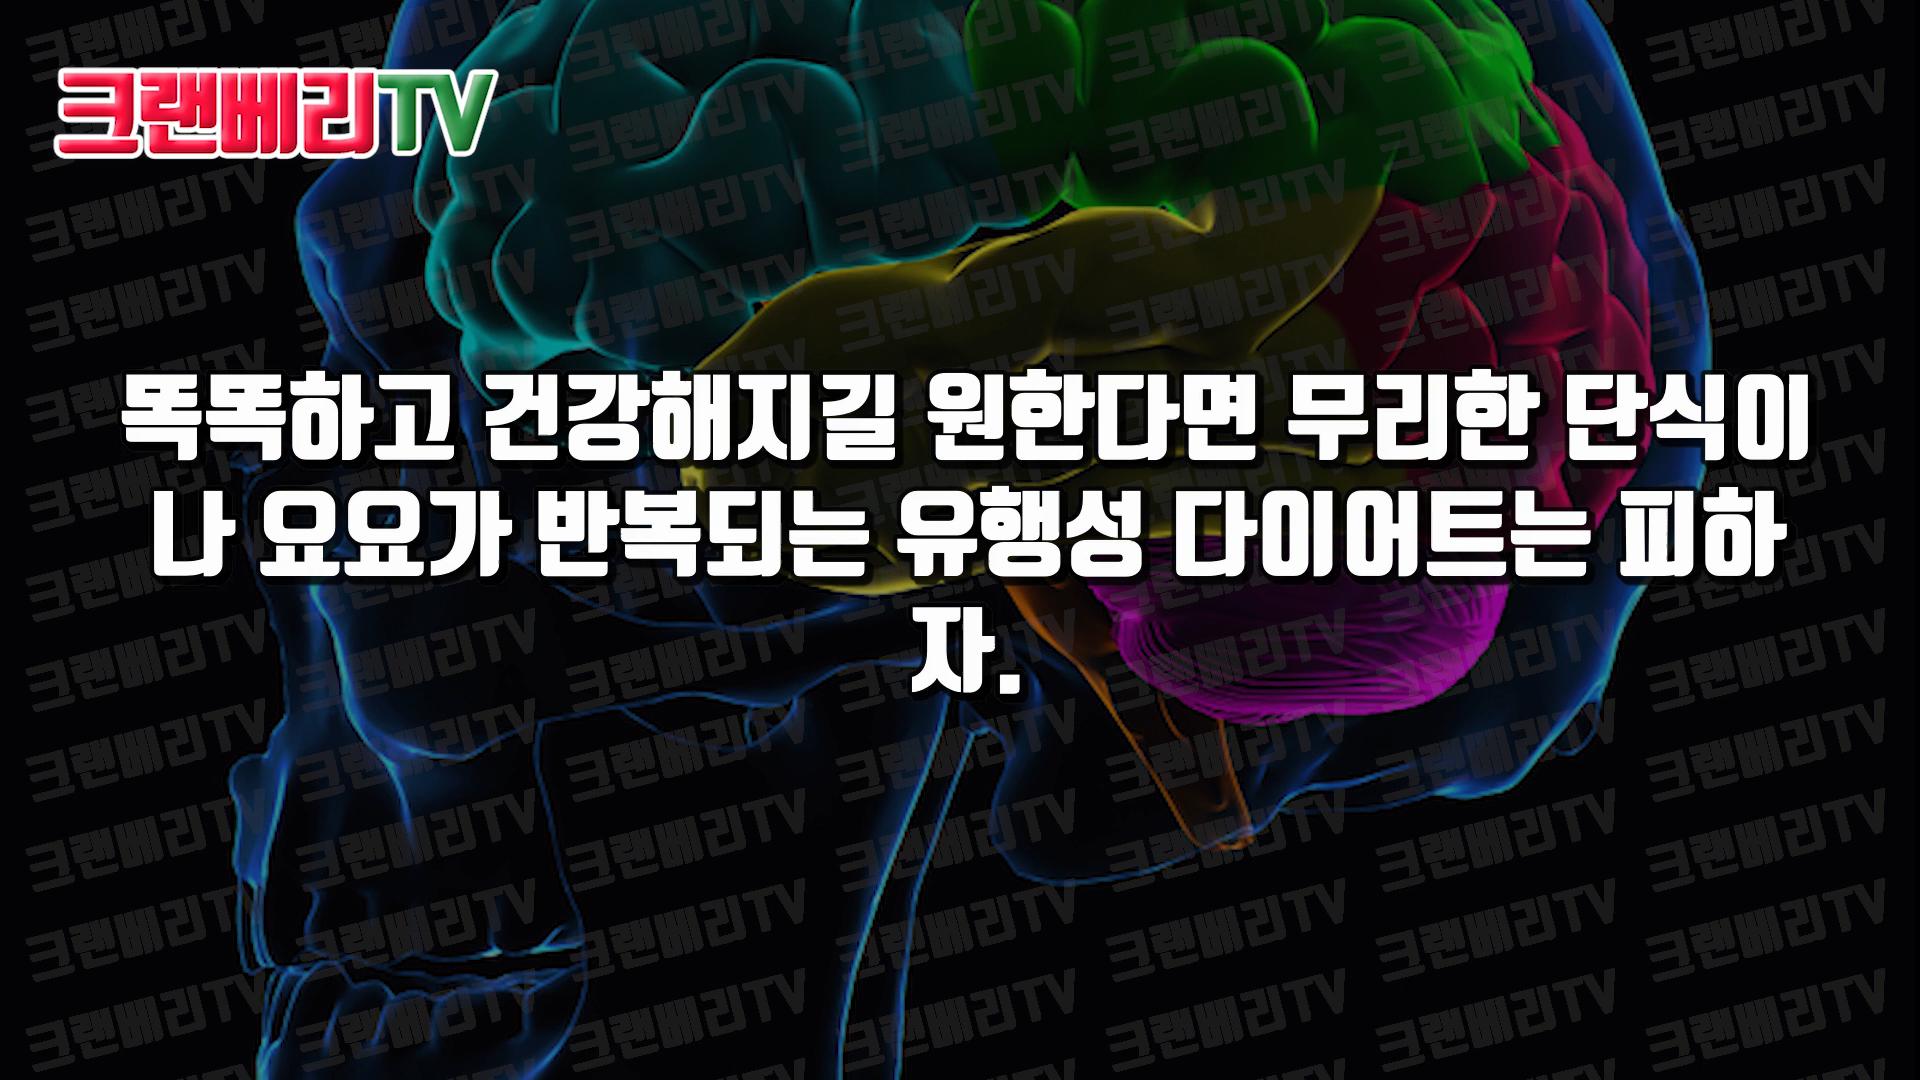 크랜베리TV
똑똑하고 건강해지길 원한다면 무리한 단식이
나 요요가 반복되는 유행성 다이어트는 피하
자.